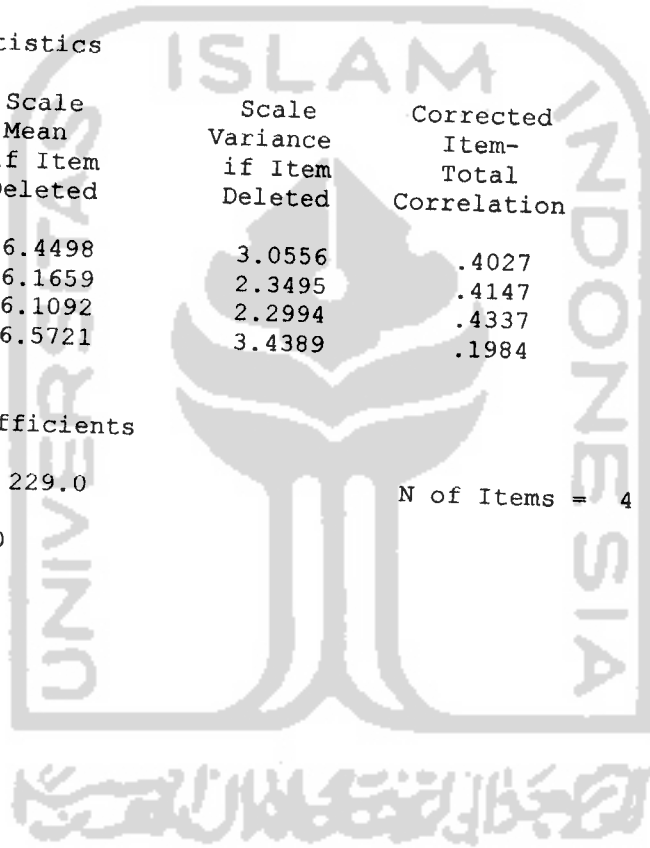 tistics
Scale Scale Corrected
Mean Variance Item-
if Item if Item Total
Deleted Deleted Correlation
6.4498 3.0556 .4027
6.1659 2.3495 .4147
6.1092 2.2994 .4337
6.5721 3.4389 .1984
fficients
229.0 N of Items = 4
ISLAM
UNIVERSITAS
INDONESIA